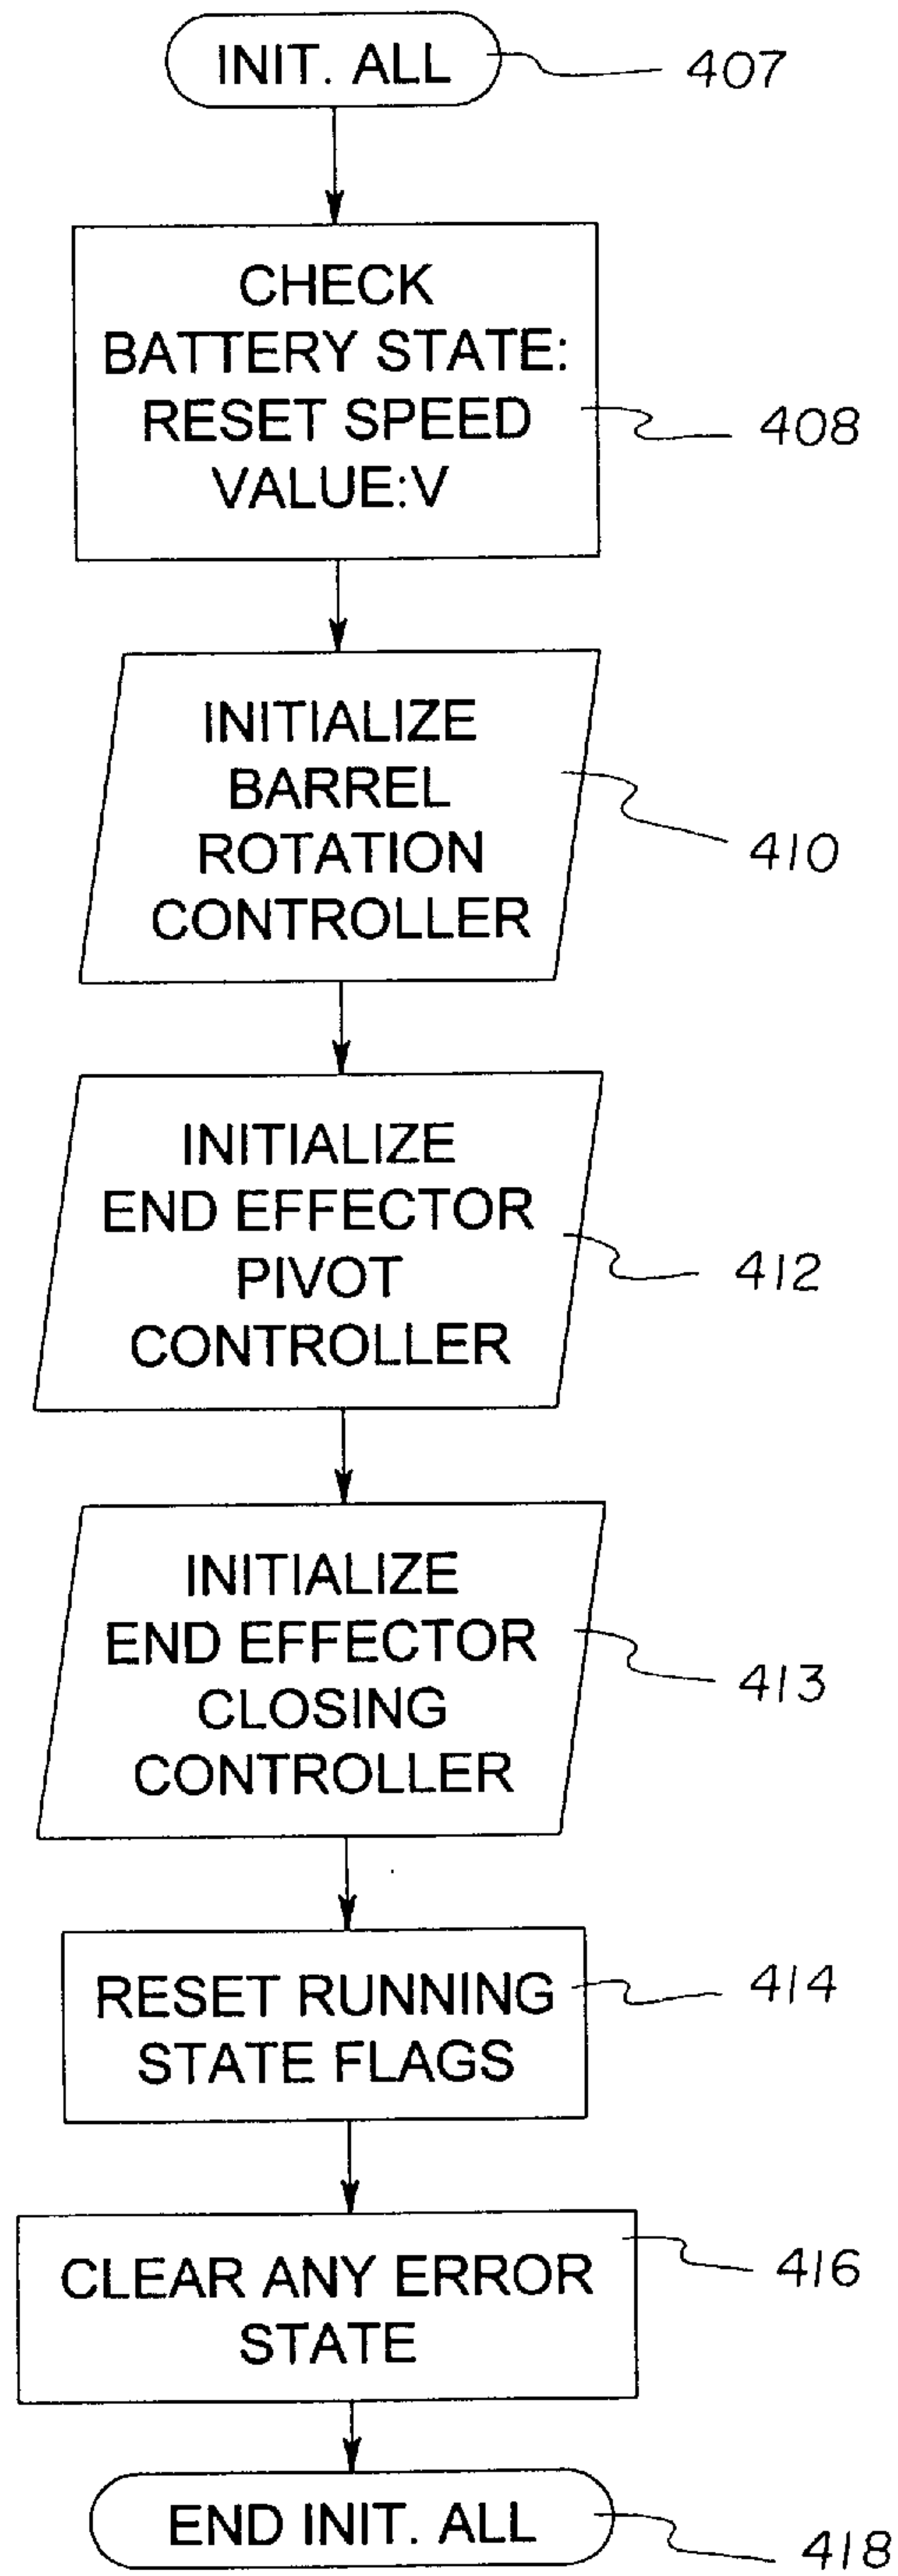 INIT. ALL
407
CHECK
BATTERY STATE:
RESET SPEED
VALUE:V
408
INITIALIZE
BARREL
ROTATION
CONTROLLER
410
INITIALIZE
END EFFECTOR
PIVOT
CONTROLLER
412
INITIALIZE
END EFFECTOR
CLOSING
CONTROLLER
413
RESET RUNNING
STATE FLAGS
414
CLEAR ANY ERROR
STATE
416
END INIT. ALL
418